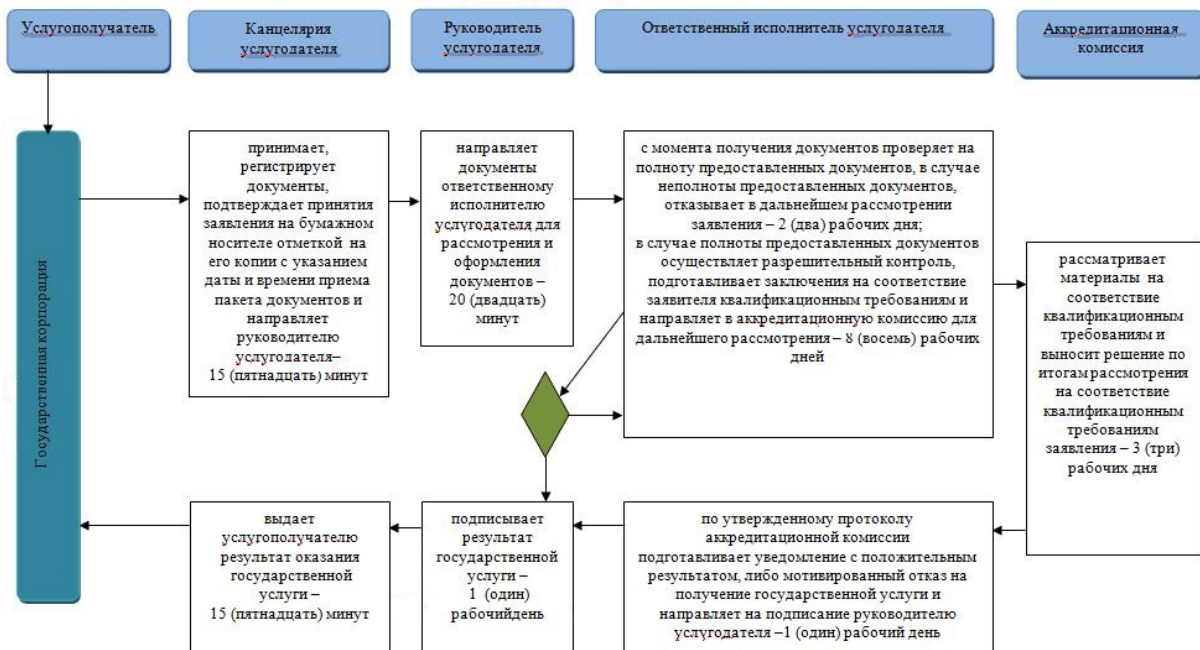 Услугополучатель
Канцелярия
услугодателя
Руководитель
услугодателя
Ответственный исполнитель услугодателя
Аккредитационная
комиссия
Государственная корпорация
принимает,
регистрирует
документы,
подтверждает принятия
заявления на бумажном
носителе отметкой на
его копии с указанием
даты и времени приема
пакета документов и
направляет
руководителю
услугодателя–
15 (пятнадцать) минут
направляет
документы
ответственному
исполнителю
услугодателя для
рассмотрения и
оформления
документов –
20 (двадцать)
минут
с момента получения документов проверяет на
полноту предоставленных документов, в случае
неполноты предоставленных документов,
отказывает в дальнейшем рассмотрении
заявления – 2 (два) рабочих дня;
в случае полноты предоставленных документов
осуществляет разрешительный контроль,
подготавливает заключения на соответствие
заявителя квалификационным требованиям и
направляет в аккредитационную комиссию для
дальнейшего рассмотрения – 8 (восемь) рабочих
дней
рассматривает
материалы на
соответствие
квалификационным
требованиям и
выносит решение по
итогам рассмотрения
на соответствие
квалификационным
требованиям
заявления – 3 (три)
рабочих дня
выдает
услугополучателю
результат оказания
государственной
услуги –
15 (пятнадцать) минут
подписывает
результат
государственной
услуги –
1 (один)
рабочийдень
по утвержденному протоколу
аккредитационной комиссии
подготавливает уведомление с положительным
результатом, либо мотивированный отказ на
получение государственной услуги и
направляет на подписание руководителю
услугодателя –1 (один) рабочий день